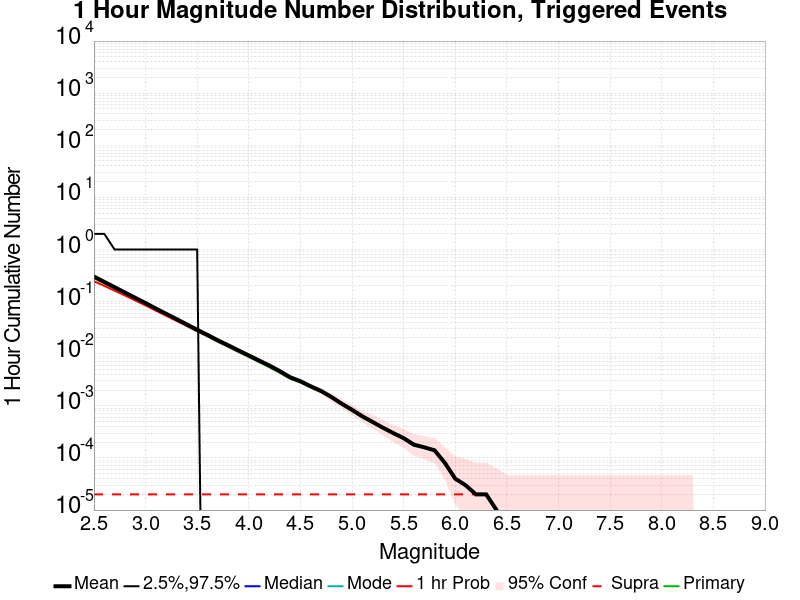 1 Hour Magnitude Number Distribution, Triggered Events
1 Hour Cumulative Number
10^4
10^3
10^2
10^1
10^0
10^-1
10^-2
10^-3
10^-4
10^-5
2.5 3.0 3.5 4.0 4.5 5.0 5.5 6.0 6.5 7.0 7.5 8.0 8.5 9.0
Magnitude
Mean 2.5%,97.5% Median Mode 1 hr Prob 95% Conf Supra Primary